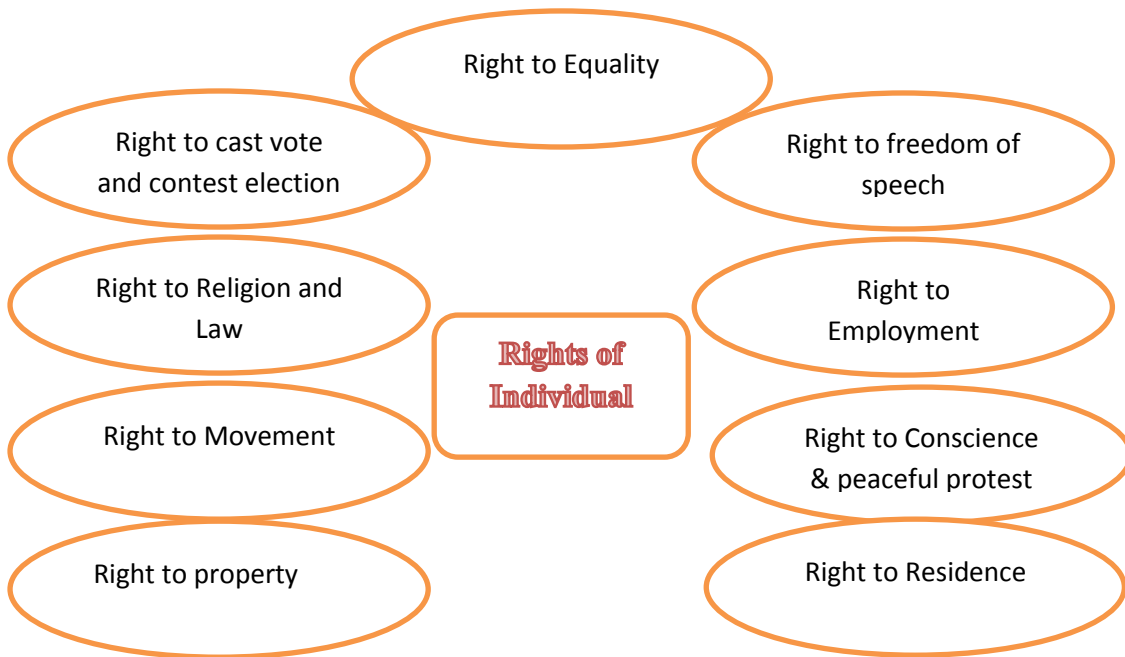 Right to Equality
Right to cast vote
and contest election
Right to freedom of
speech
Right to Religion and
Law
Right to
Employment
Rights of
Individual
Right to Movement
Right to Conscience
& peaceful protest
Right to property
Right to Residence